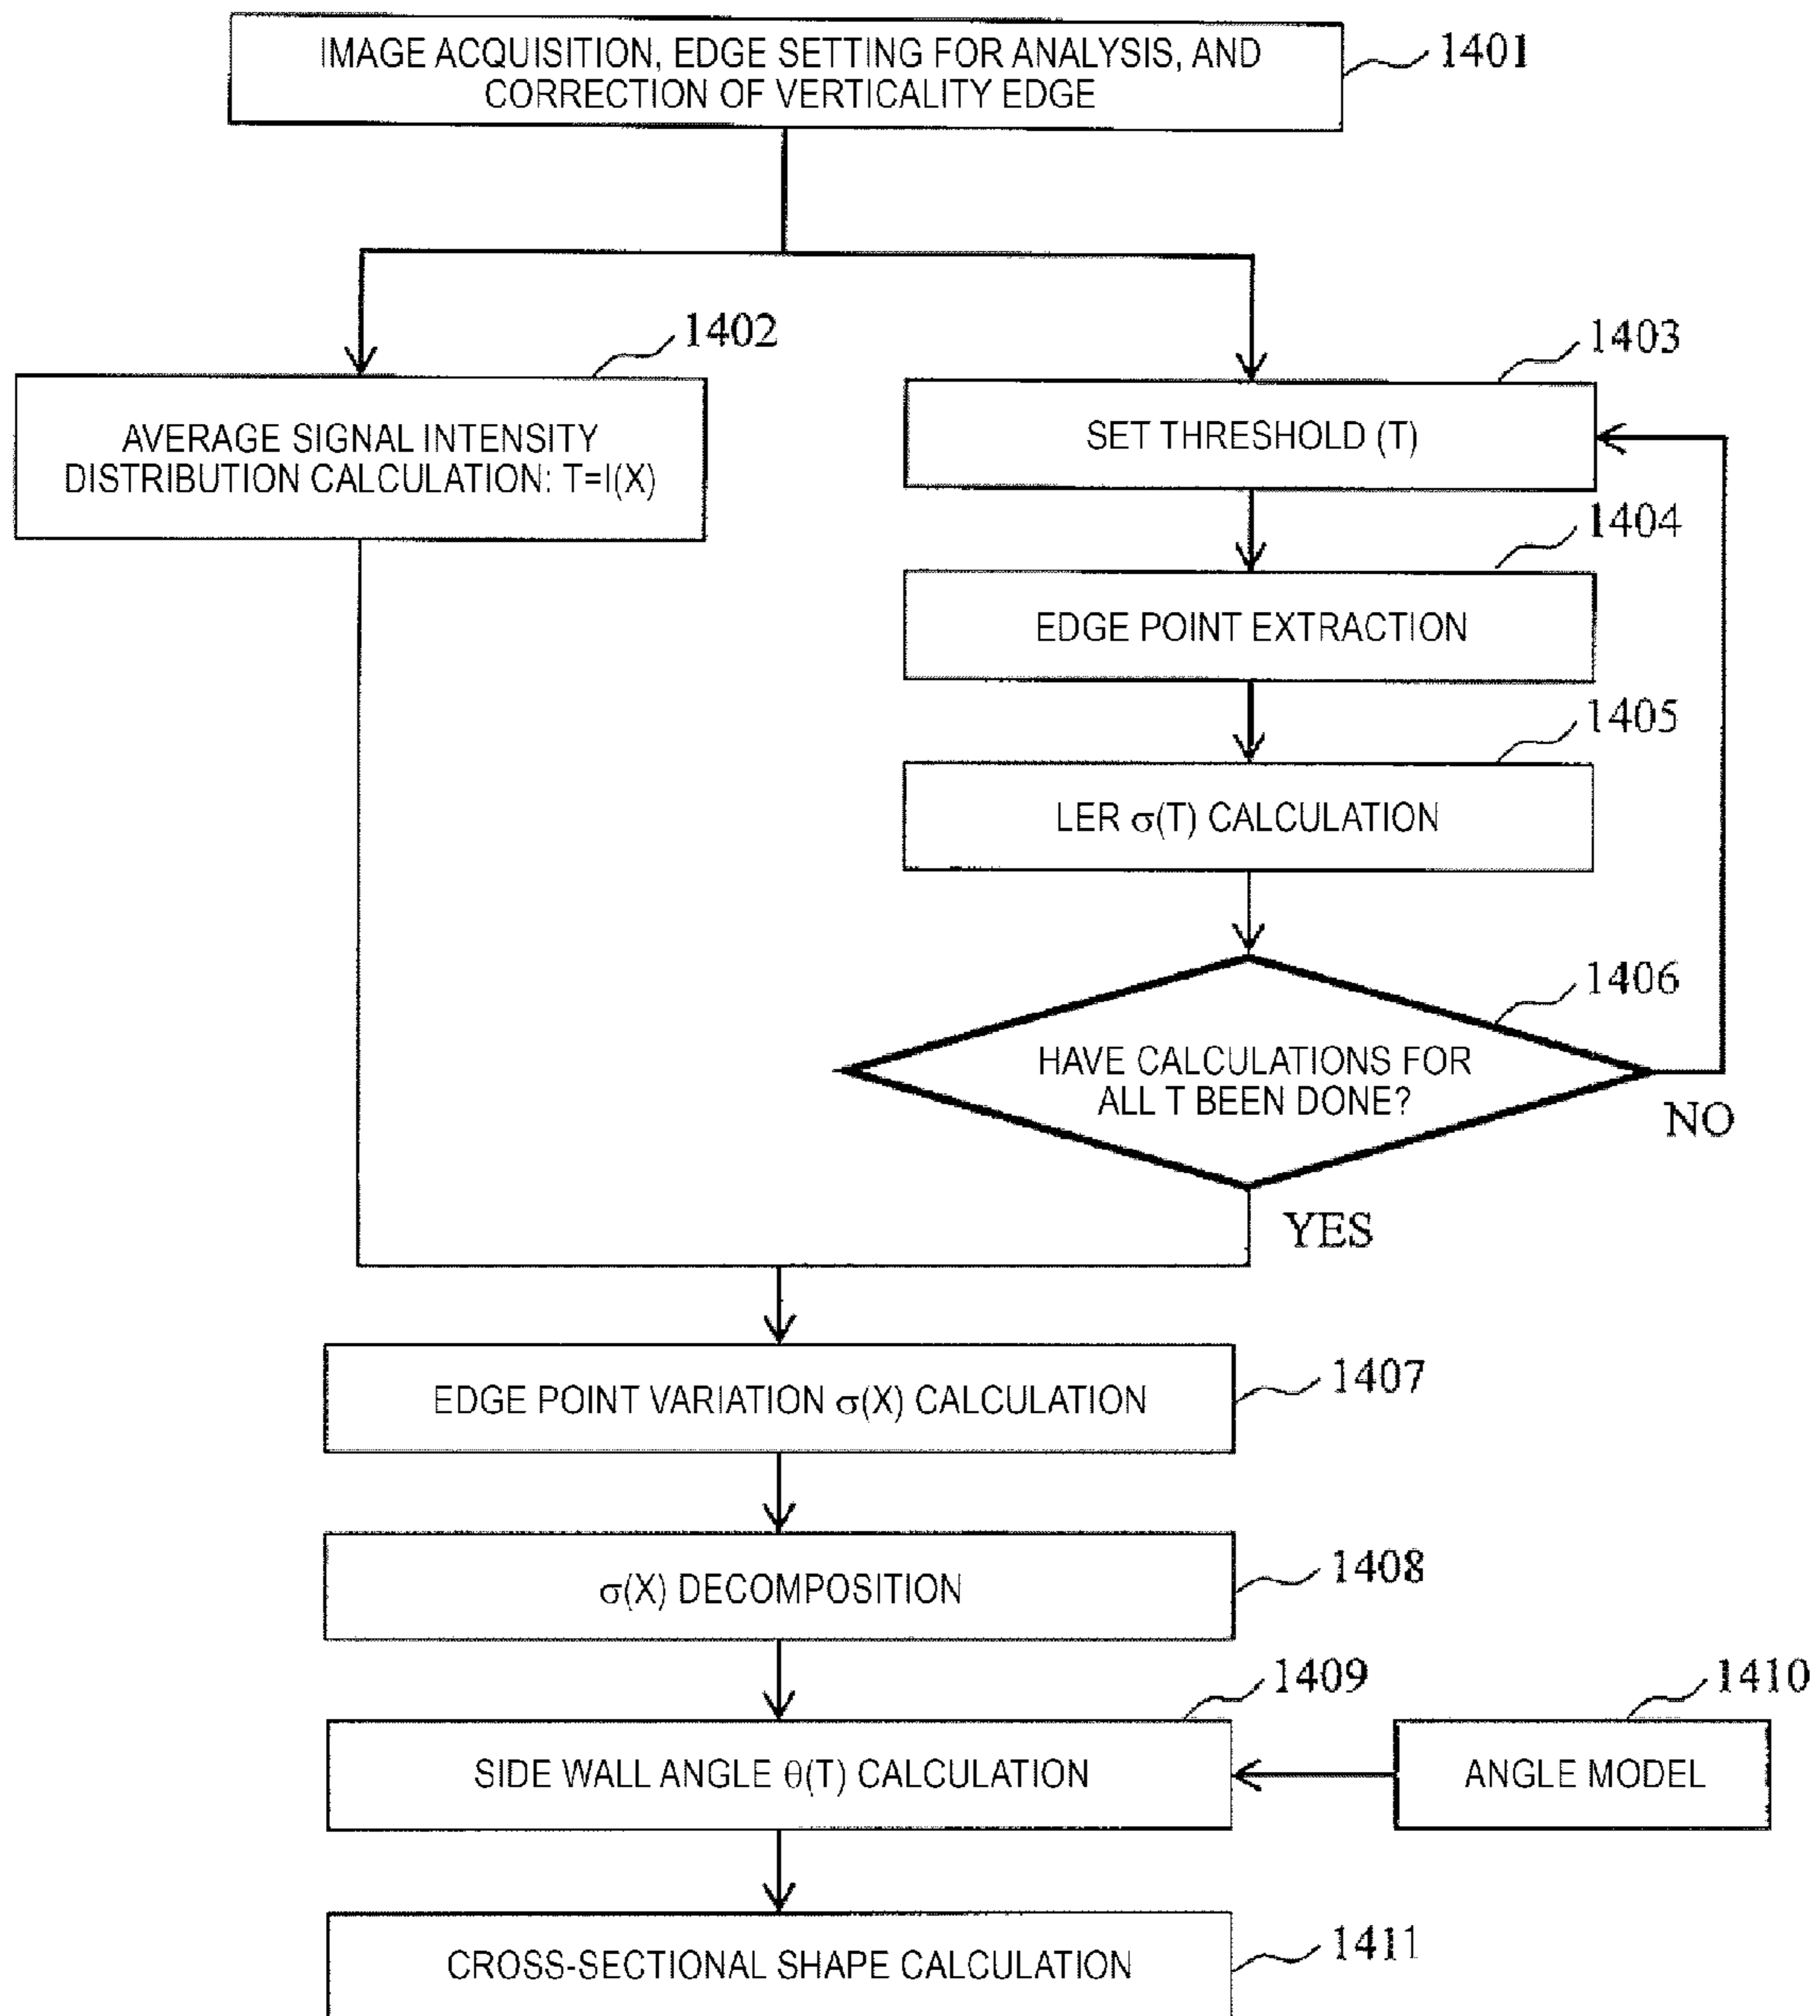 IMAGE ACQUISITION, EDGE SETTING FOR ANALYSIS, AND
CORRECTION OF VERTICALITY EDGE
1401
1402
AVERAGE SIGNAL INTENSITY
DISTRIBUTION CALCULATION: T=I(X)
1403
SET THRESHOLD (T)
1404
EDGE POINT EXTRACTION
1405
LER σ(T) CALCULATION
1406
HAVE CALCULATIONS FOR
ALL T BEEN DONE?
NO
YES
EDGE POINT VARIATION σ(X) CALCULATION
1407
σ(X) DECOMPOSITION
1408
1409
SIDE WALL ANGLE θ(T) CALCULATION
1410
ANGLE MODEL
CROSS-SECTIONAL SHAPE CALCULATION
1411